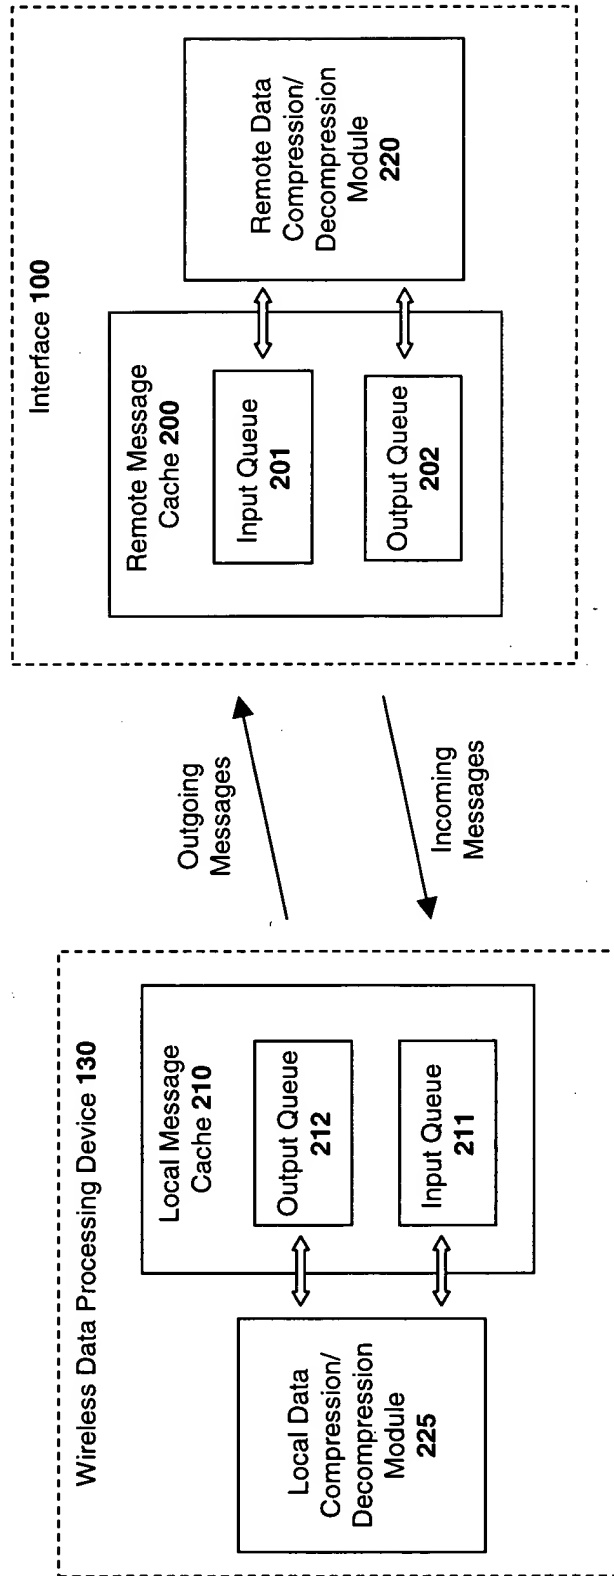 Wireless Data Processing Device 130
Local Data
Compression/
Decompression
Module
225
Local Message
Cache 210
Output Queue
212
Input Queue
211
Outgoing
Messages
Incoming
Messages
Interface 100
Remote Message
Cache 200
Input Queue
201
Output Queue
202
Remote Data
Compression/
Decompression
Module
220